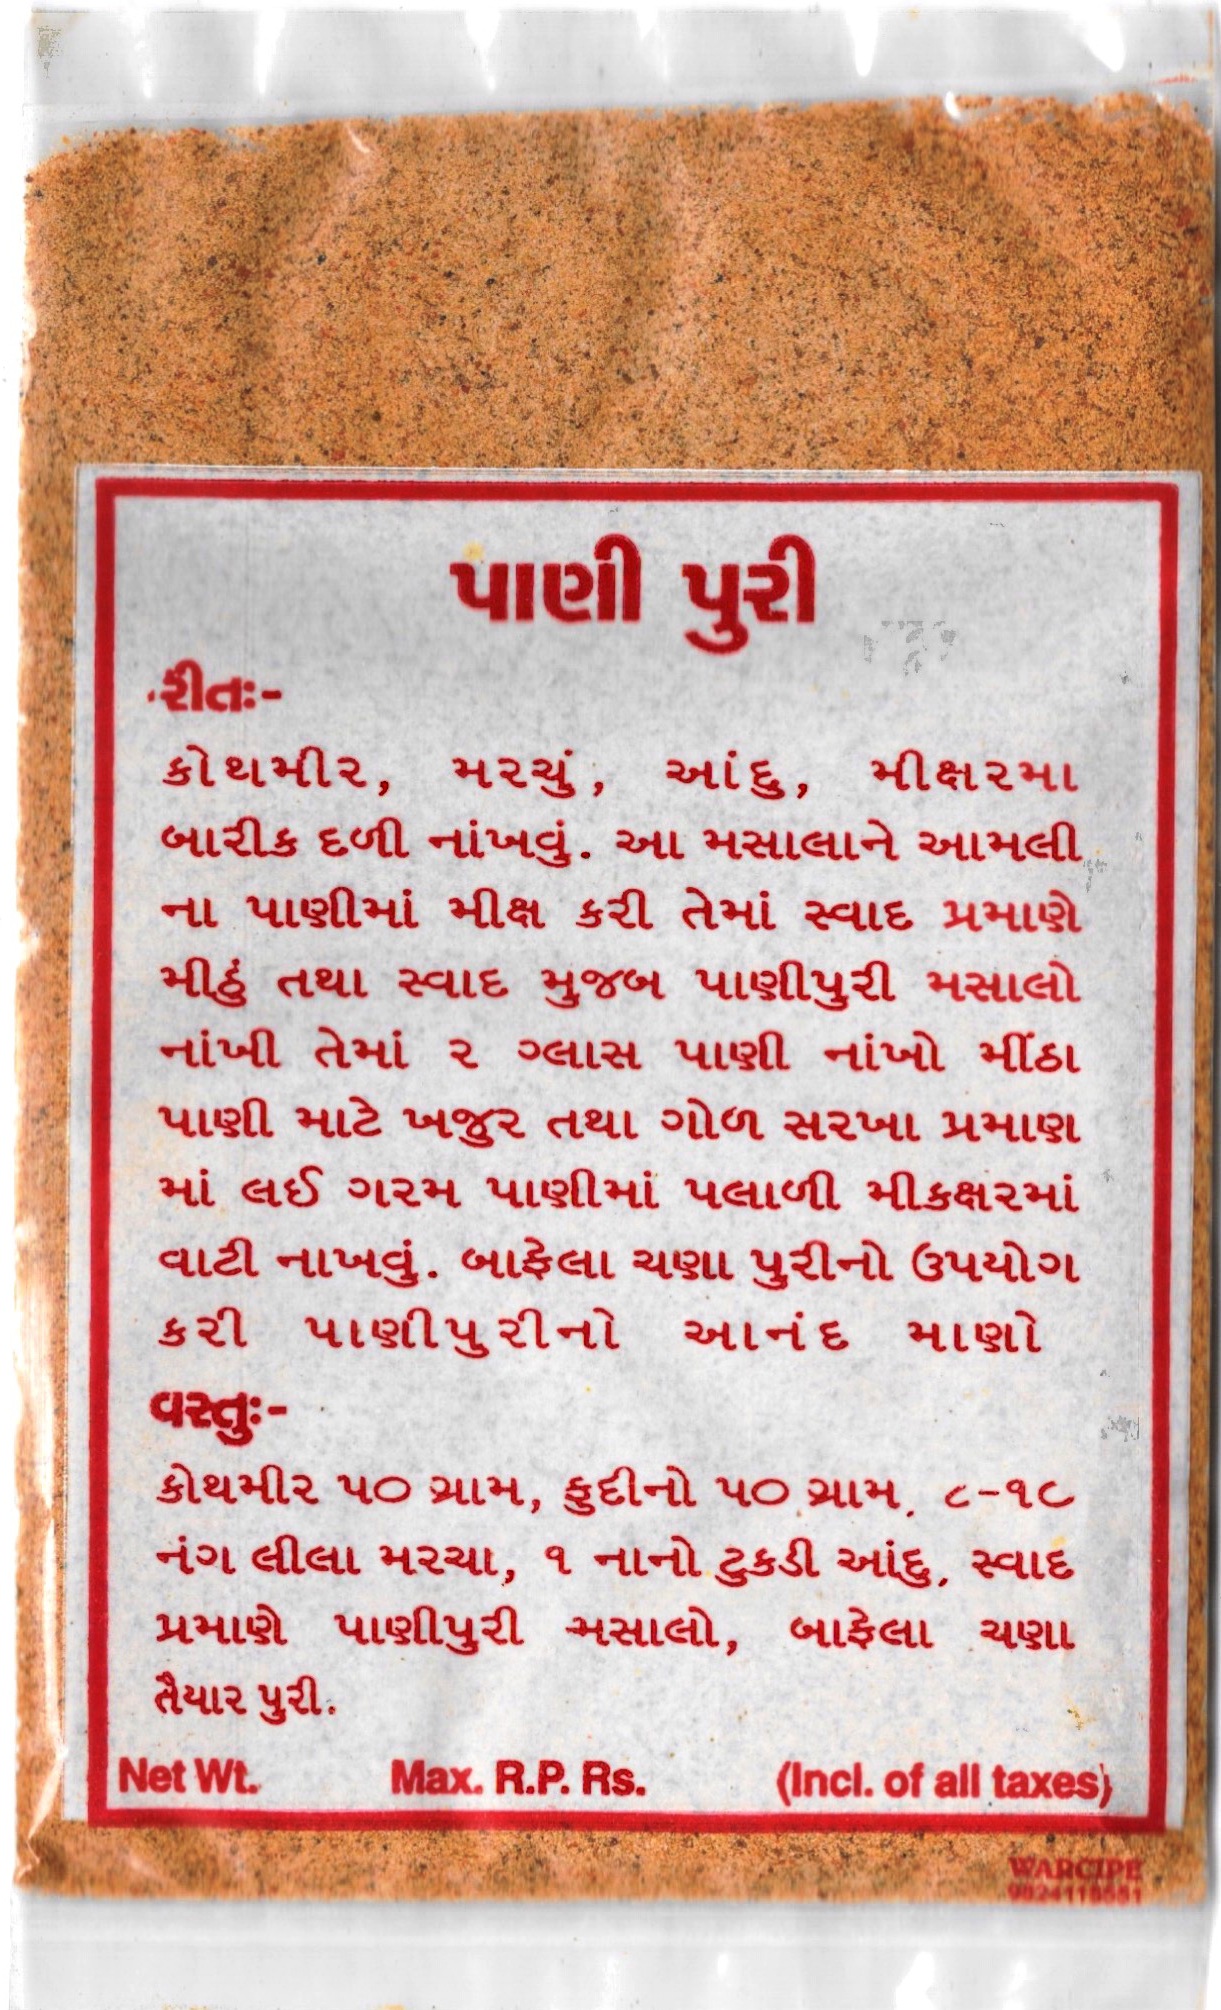 પાણી પુરી
રીતઃ-
કોથમીર, મરચું, આંદુ, મીક્ષરમા
બારીક દળી નાંખવું. આ મસાલાને આમલી
ના પાણીમાં મીક્ષ કરી તેમાં સ્વાદ પ્રમાણે
મીઠું તથા સ્વાદ મુજબ પાણીપુરી મસાલો
નાંખી તેમાં ૨ ગ્લાસ પાણી નાંખો મીંઠા
પાણી માટે ખજુર તથા ગોળ સરખા પ્રમાણ
માં લઈ ગરમ પાણીમાં પલાળી મીકક્ષરમાં
વાટી નાખવું. બાફેલા ચણા પુરીનો ઉપયોગ
કરી પાણીપુરીનો આનંદ માણો
વસ્તુઃ-
કોથમીર ૫૦ ગ્રામ, ફુદીનો ૫૦ ગ્રામ, ૮-૧૯
નંગ લીલા મરચા, ૧ નાનો ટુકડી આંદુ, સ્વાદ
પ્રમાણે પાણીપુરી મસાલો, બાફેલા ચણા
તૈયાર પુરી.
Net Wt. Max. R.P. Rs. (Incl. of all taxes)